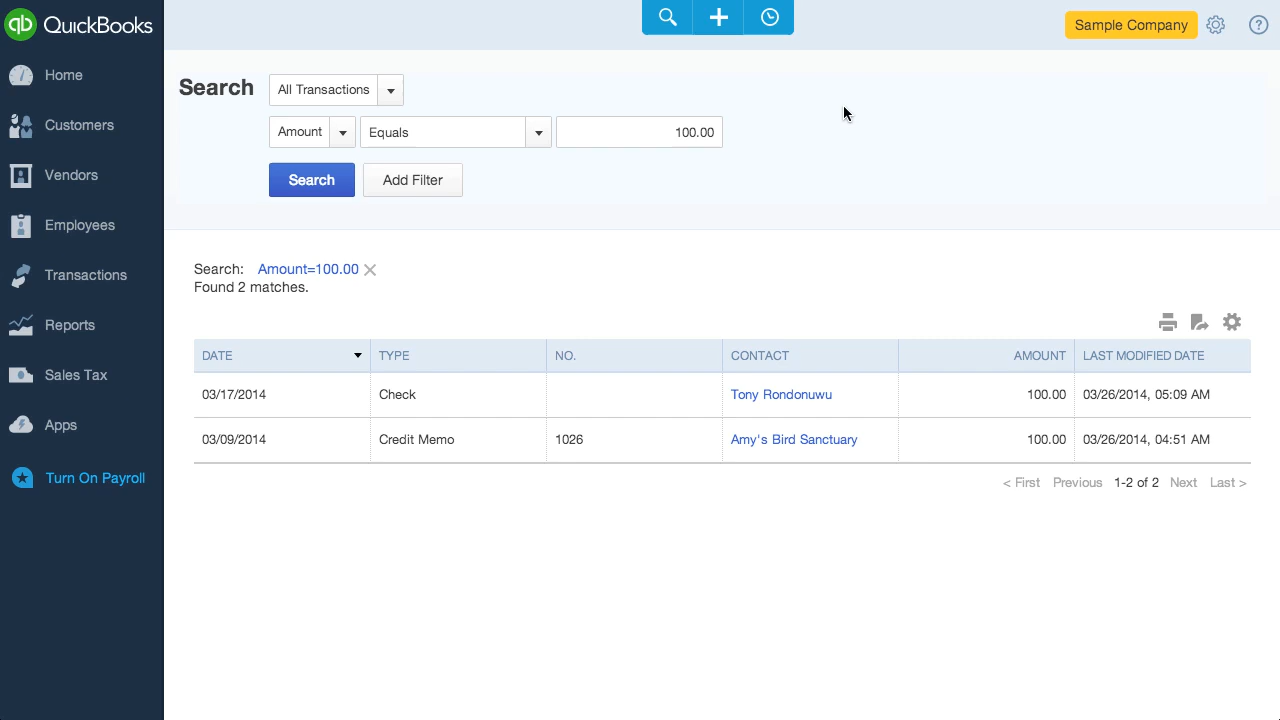 QuickBooks
Sample Company
Home
Customers
Vendors
Employees
Transactions
Reports
Sales Tax
Apps
Turn On Payroll
Search All Transactions
Amount Equals 100.00
Search Add Filter
Search: Amount=100.00
Found 2 matches.
DATE TYPE NO. CONTACT AMOUNT LAST MODIFIED DATE
03/17/2014 Check Tony Rondonuwu 100.00 03/26/2014, 05:09 AM
03/09/2014 Credit Memo 1026 Amy's Bird Sanctuary 100.00 03/26/2014, 04:51 AM
< First Previous 1-2 of 2 Next Last >